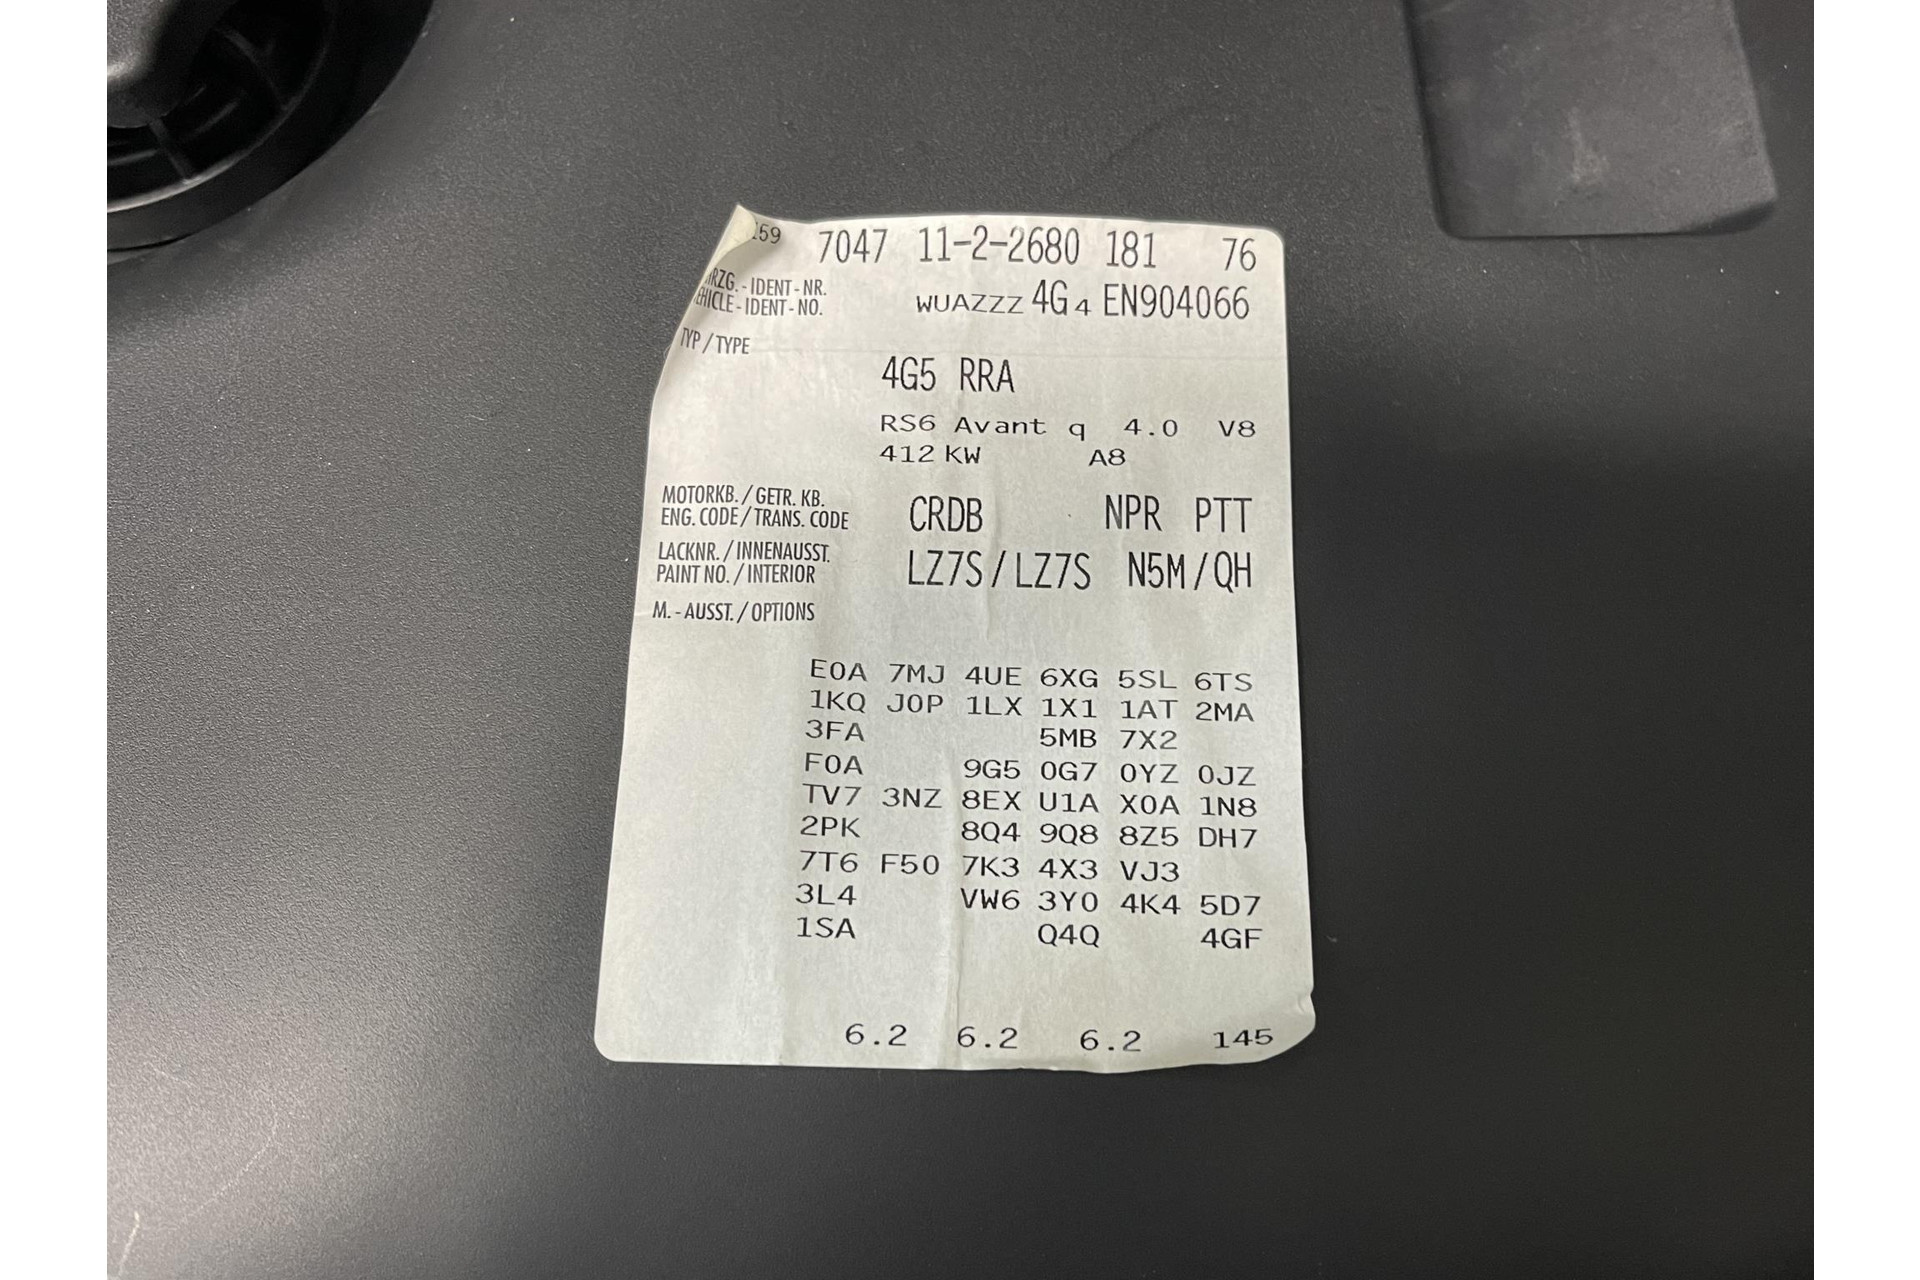 7047 11-2-2680 181 76
IDENT-NR.
IDENT-NO. WUAZZZ 4G4 EN904066
TYP/TYPE
4G5 RRA
RS6 Avant q 4.0 V8
412 KW A8
MOTORKB./GETR. KB.
ENG. CODE/TRANS. CODE CRDB NPR PTT
LACKNR./INNENAUSST.
PAINT NO./INTERIOR LZ7S/LZ7S N5M/QH
M.-AUSST./OPTIONS
E0A 7MJ 4UE 6XG 5SL 6TS
1KQ J0P 1LX 1X1 1AT 2MA
3FA 5MB 7X2
F0A 9G5 0G7 0YZ 0JZ
TV7 3NZ 8EX U1A X0A 1N8
2PK 8Q4 9Q8 8Z5 DH7
7T6 F50 7K3 4X3 VJ3
3L4 VW6 3Y0 4K4 5D7
1SA Q4Q 4GF
6.2 6.2 6.2 145